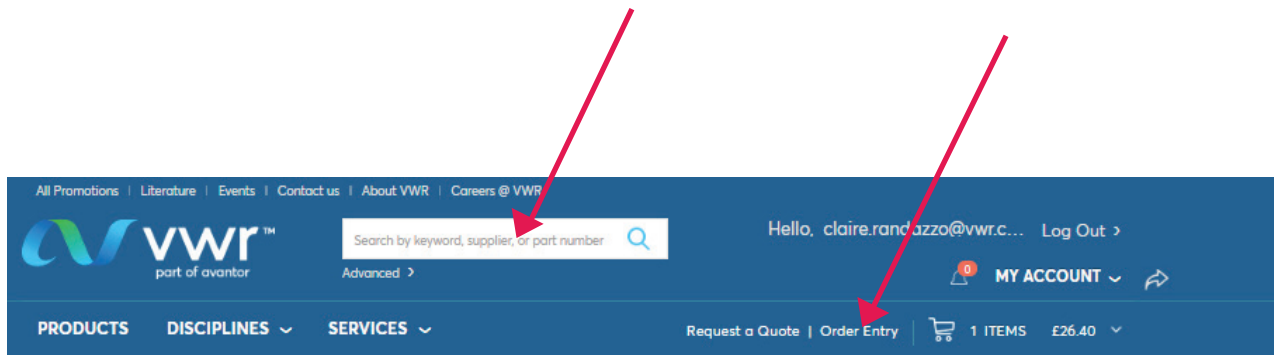 All Promotions | Literature | Events | Contact us | About VWR | Careers @ VWR
vwr™
part of avantor
Search by keyword, supplier, or part number
Advanced >
Hello, claire.randazzo@vwr.c... Log Out >
0
MY ACCOUNT
PRODUCTS DISCIPLINES SERVICES
Request a Quote | Order Entry
1 ITEMS £26.40